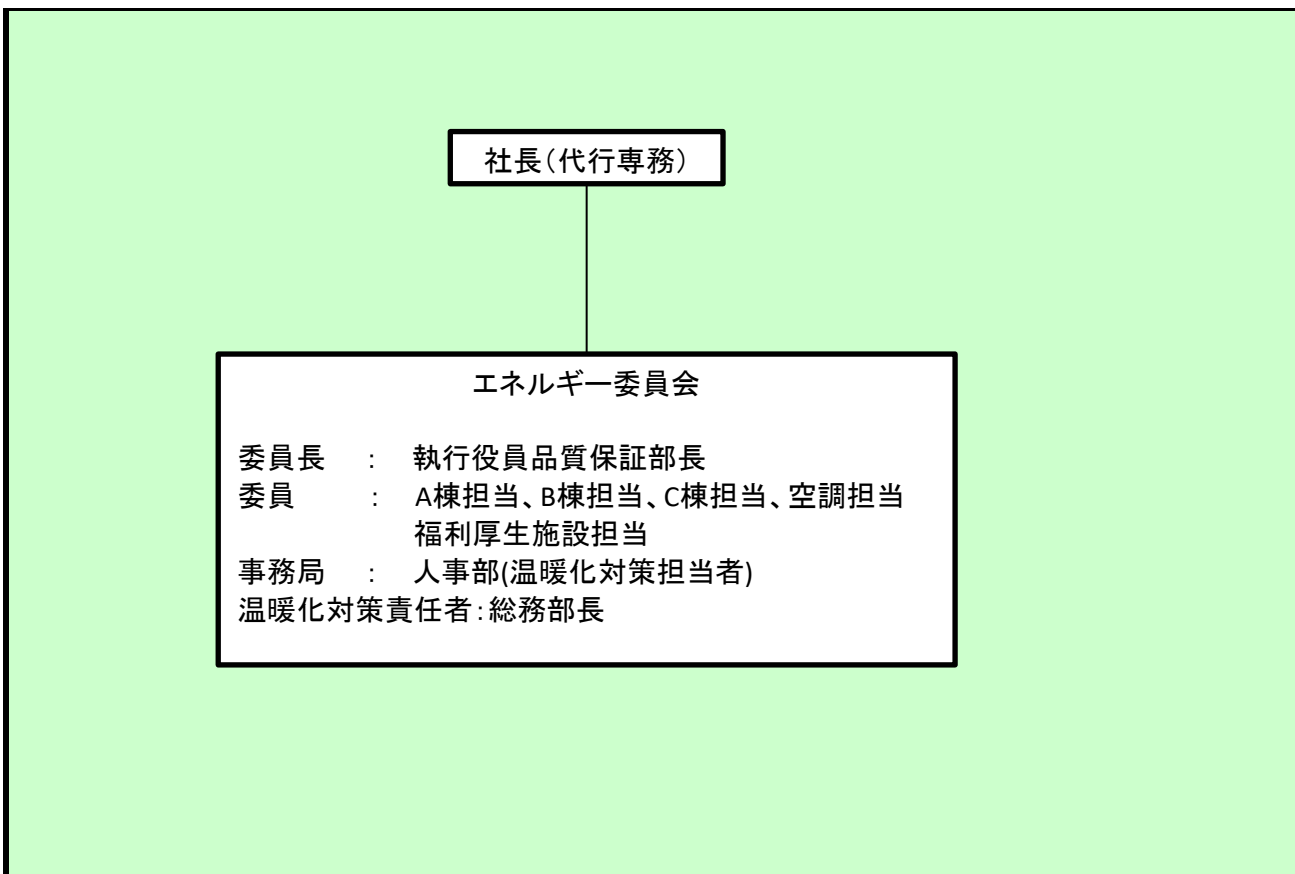 社長(代行専務)
エネルギー委員会
委員長 : 執行役員品質保証部長
委員 : A棟担当、B棟担当、C棟担当、空調担当
福利厚生施設担当
事務局 : 人事部(温暖化対策担当者)
温暖化対策責任者:総務部長